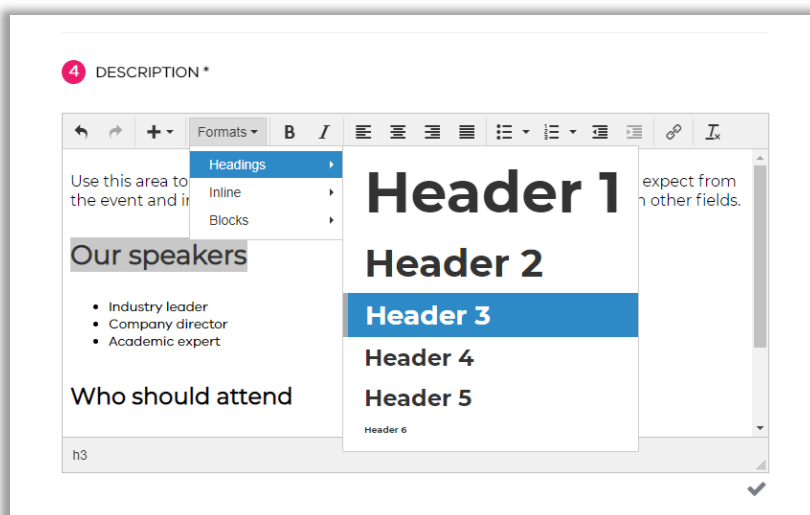 4 DESCRIPTION *
Formats B I
Use this area to expect from
the event and other fields.
Headings
Inline
Blocks
Header 1
Header 2
Header 3
Header 4
Header 5
Header 6
Our speakers
Industry leader
Company director
Academic expert
Who should attend
h3